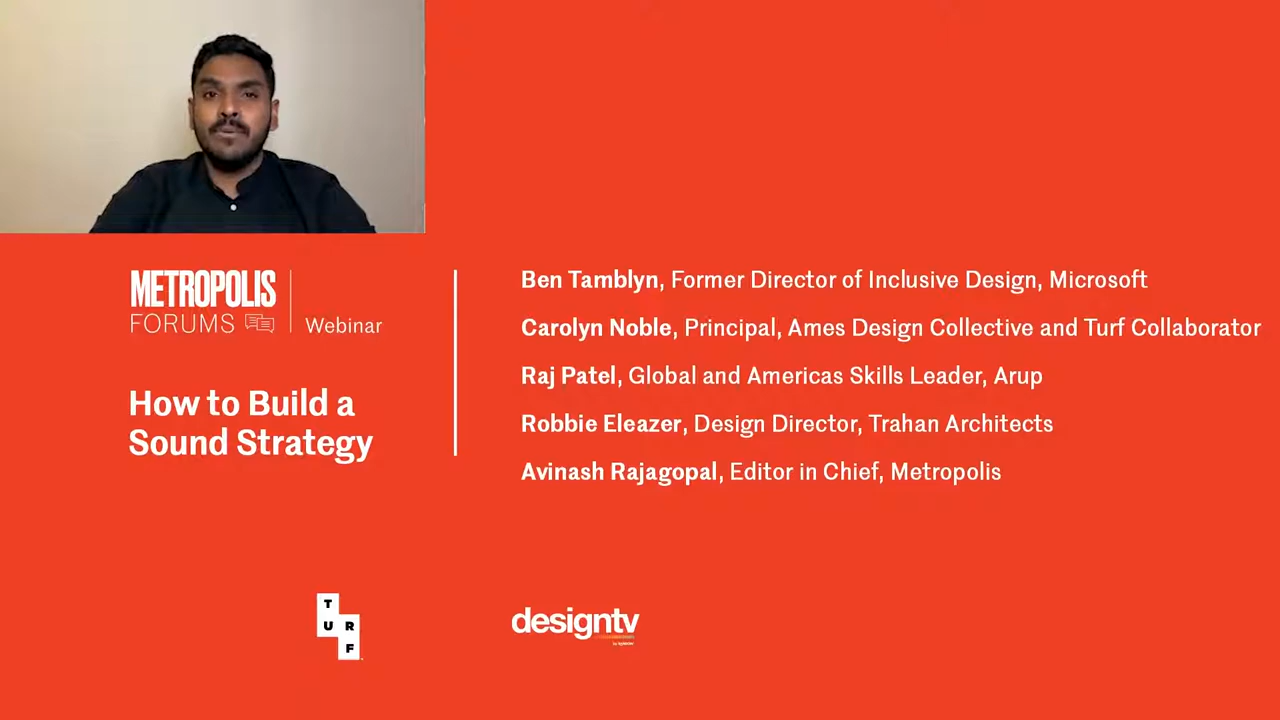 METROPOLIS
FORUMS
Webinar
How to Build a
Sound Strategy
Ben Tamblyn, Former Director of Inclusive Design, Microsoft
Carolyn Noble, Principal, Ames Design Collective and Turf Collaborator
Raj Patel, Global and Americas Skills Leader, Arup
Robbie Eleazer, Design Director, Trahan Architects
Avinash Rajagopal, Editor in Chief, Metropolis
TURF
designtv